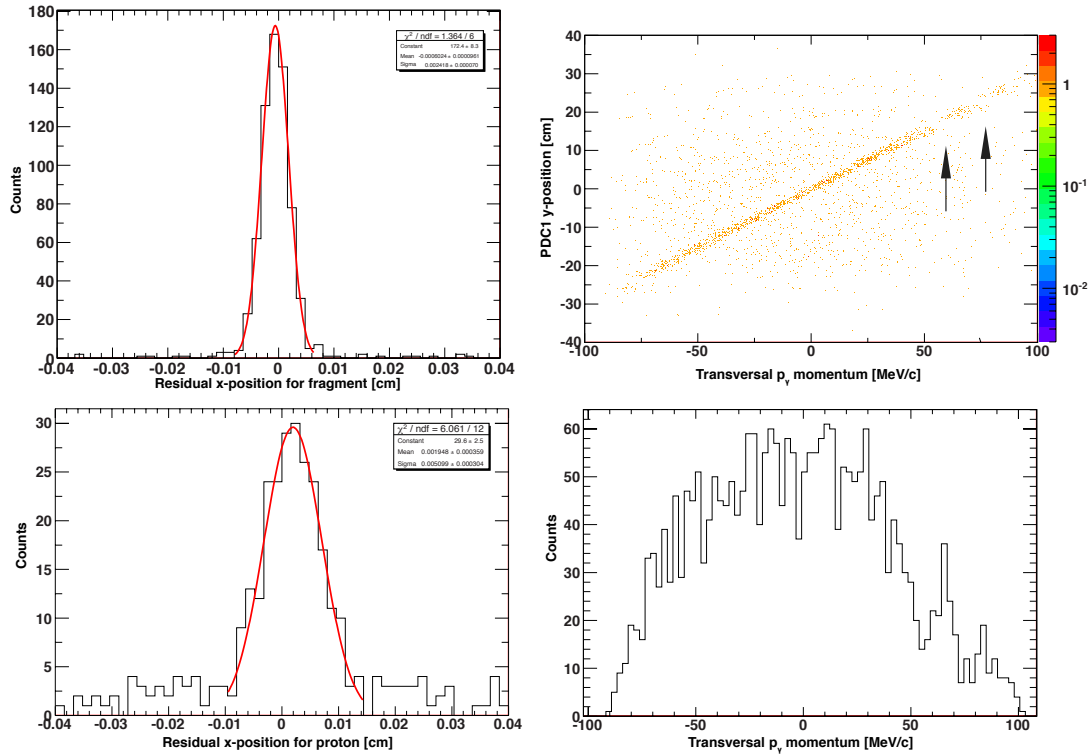 180
160
140
120
100
80
60
40
20
0
Counts
χ² / ndf = 1.364 / 6
Constant 172.4 ± 8.3
Mean -0.0006024 ± 0.0000961
Sigma 0.002418 ± 0.000070
-0.04 -0.03 -0.02 -0.01 0 0.01 0.02 0.03 0.04
Residual x-position for fragment [cm]
40
30
20
10
0
-10
-20
-30
-40
PDC1 y-position [cm]
1
10⁻¹
10⁻²
-100 -50 0 50 100
Transversal pᵧ momentum [MeV/c]
30
25
20
15
10
5
0
Counts
χ² / ndf = 6.061 / 12
Constant 29.6 ± 2.5
Mean 0.001948 ± 0.000359
Sigma 0.005099 ± 0.000304
-0.04 -0.03 -0.02 -0.01 0 0.01 0.02 0.03 0.04
Residual x-position for proton [cm]
60
50
40
30
20
10
0
Counts
-100 -50 0 50 100
Transversal pᵧ momentum [MeV/c]